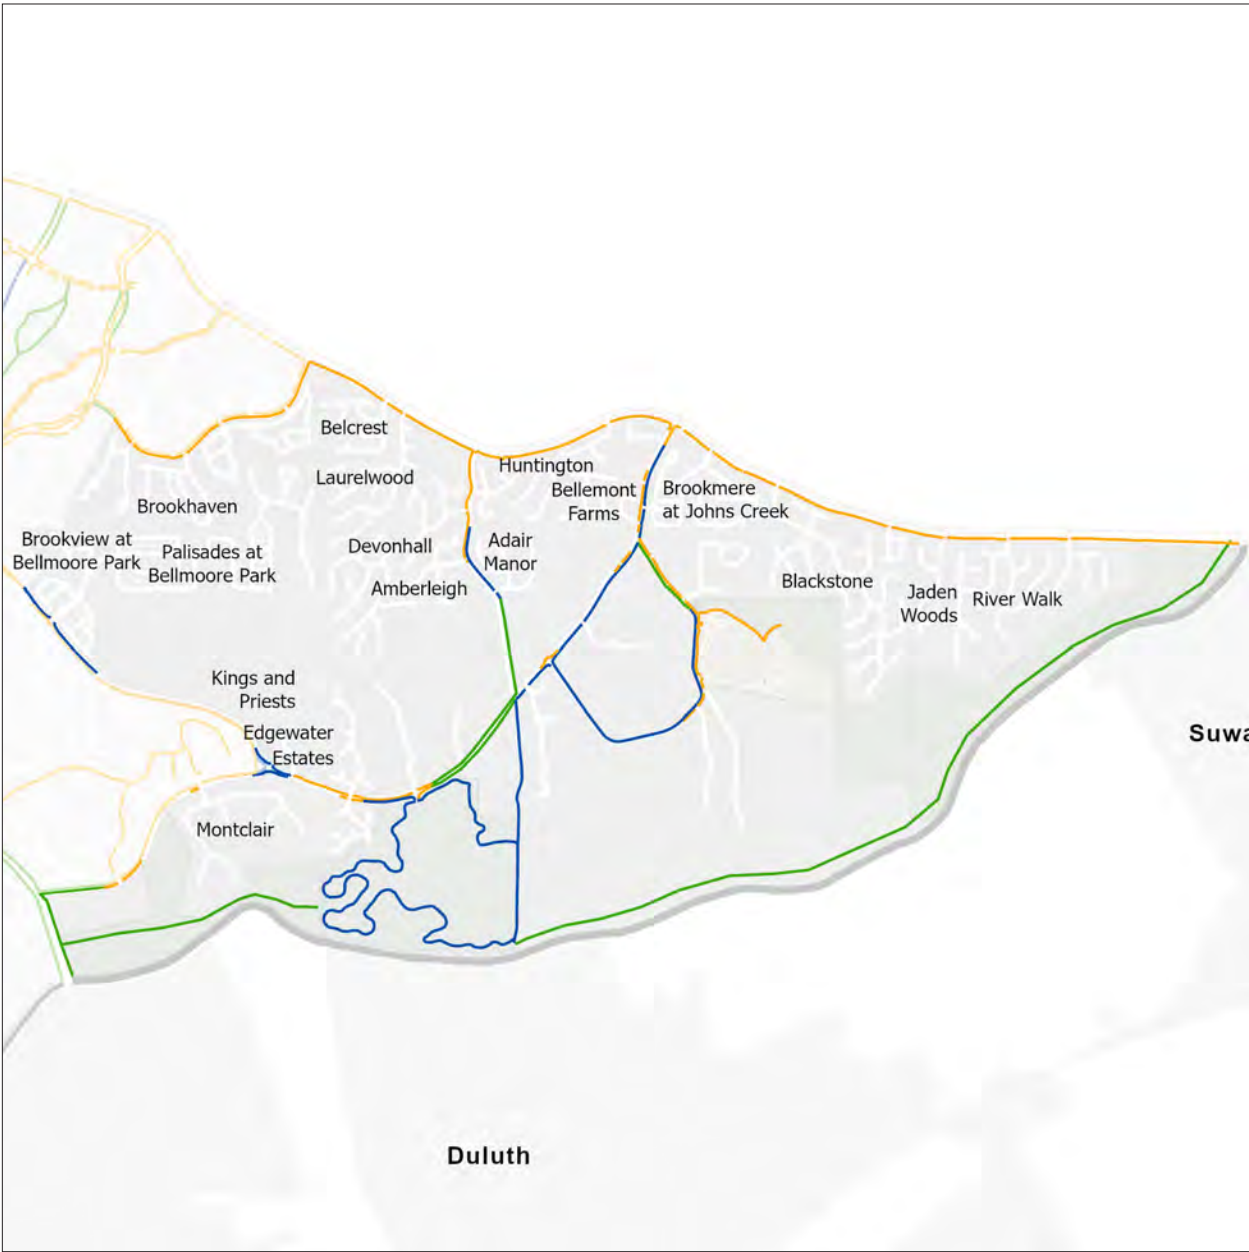 Belcrest
Laurelwood
Huntington
Bellemont
Farms
Brookmere
at Johns Creek
Brookhaven
Brookview at
Bellmoore Park
Palisades at
Bellmoore Park
Devonhall
Adair
Manor
Amberleigh
Blackstone
Jaden
Woods
River Walk
Kings and
Priests
Edgewater
Estates
Suwa
Montclair
Duluth